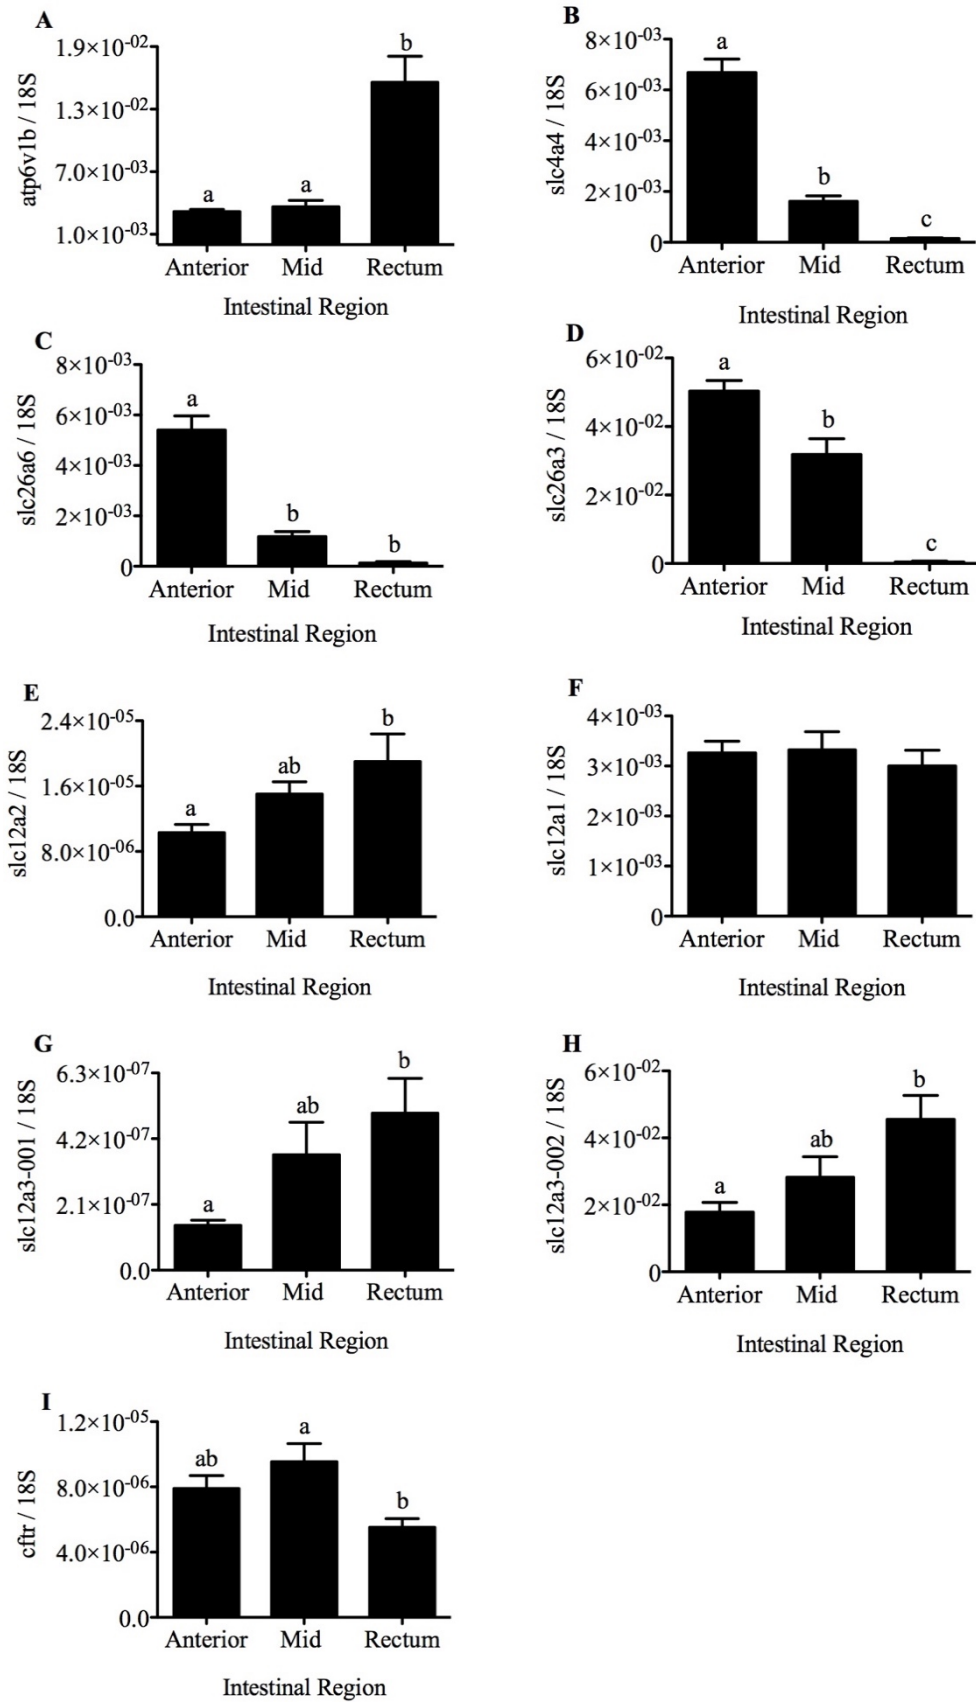 A
atp6v1b / 18S
1.9×10⁻⁰²
1.3×10⁻⁰²
7.0×10⁻⁰³
1.0×10⁻⁰³
a
a
b
Anterior Mid Rectum
Intestinal Region
B
slc4a4 / 18S
8×10⁻⁰³
6×10⁻⁰³
4×10⁻⁰³
2×10⁻⁰³
0
a
b
c
Anterior Mid Rectum
Intestinal Region
C
slc26a6 / 18S
8×10⁻⁰³
6×10⁻⁰³
4×10⁻⁰³
2×10⁻⁰³
0
a
b
b
Anterior Mid Rectum
Intestinal Region
D
slc26a3 / 18S
6×10⁻⁰²
4×10⁻⁰²
2×10⁻⁰²
0
a
b
c
Anterior Mid Rectum
Intestinal Region
E
slc12a2 / 18S
2.4×10⁻⁰⁵
1.6×10⁻⁰⁵
8.0×10⁻⁰⁶
0.0
a
ab
b
Anterior Mid Rectum
Intestinal Region
F
slc12a1 / 18S
4×10⁻⁰³
3×10⁻⁰³
2×10⁻⁰³
1×10⁻⁰³
0
Anterior Mid Rectum
Intestinal Region
G
slc12a3-001 / 18S
6.3×10⁻⁰⁷
4.2×10⁻⁰⁷
2.1×10⁻⁰⁷
0.0
a
ab
b
Anterior Mid Rectum
Intestinal Region
H
slc12a3-002 / 18S
6×10⁻⁰²
4×10⁻⁰²
2×10⁻⁰²
0
a
ab
b
Anterior Mid Rectum
Intestinal Region
I
cftr / 18S
1.2×10⁻⁰⁵
8.0×10⁻⁰⁶
4.0×10⁻⁰⁶
0.0
ab
a
b
Anterior Mid Rectum
Intestinal Region